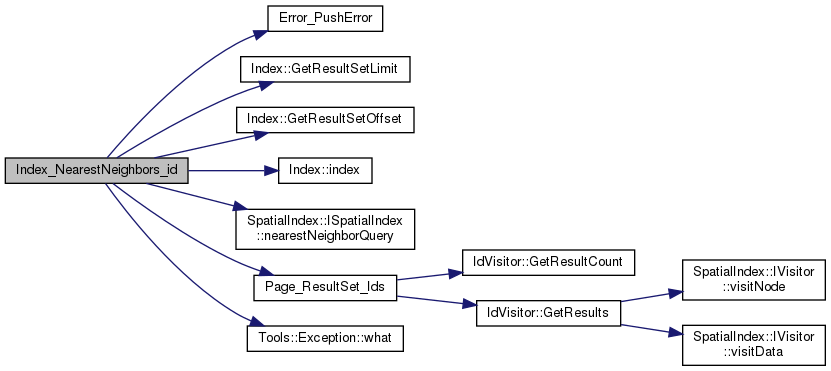 Error_PushError
Index::GetResultSetLimit
Index::GetResultSetOffset
Index_NearestNeighbors_id
Index::index
SpatialIndex::ISpatialIndex
::nearestNeighborQuery
Page_ResultSet_Ids
Tools::Exception::what
IdVisitor::GetResultCount
IdVisitor::GetResults
SpatialIndex::IVisitor
::visitNode
SpatialIndex::IVisitor
::visitData